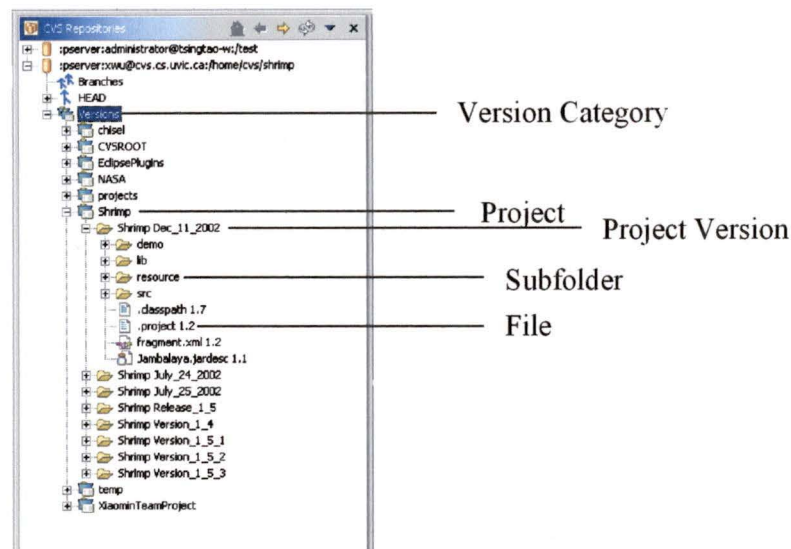 CVS Repositories
:pserver:administrator@tsingtao-w:/test
:pserver:xwu@cvs.cs.uvic.ca:/home/cvs/shrimp
Branches
HEAD
Versions
Version Category
chisel
CVSROOT
EclipsePlugins
NASA
projects
Shrimp
Project
Shrimp Dec_11_2002
Project Version
demo
lib
resource
Subfolder
src
.classpath 1.7
.project 1.2
File
fragment.xml 1.2
Jambalaya.jardesc 1.1
Shrimp July_24_2002
Shrimp July_25_2002
Shrimp Release_1_5
Shrimp Version_1_4
Shrimp Version_1_5_1
Shrimp Version_1_5_2
Shrimp Version_1_5_3
temp
XiaominTeamProject